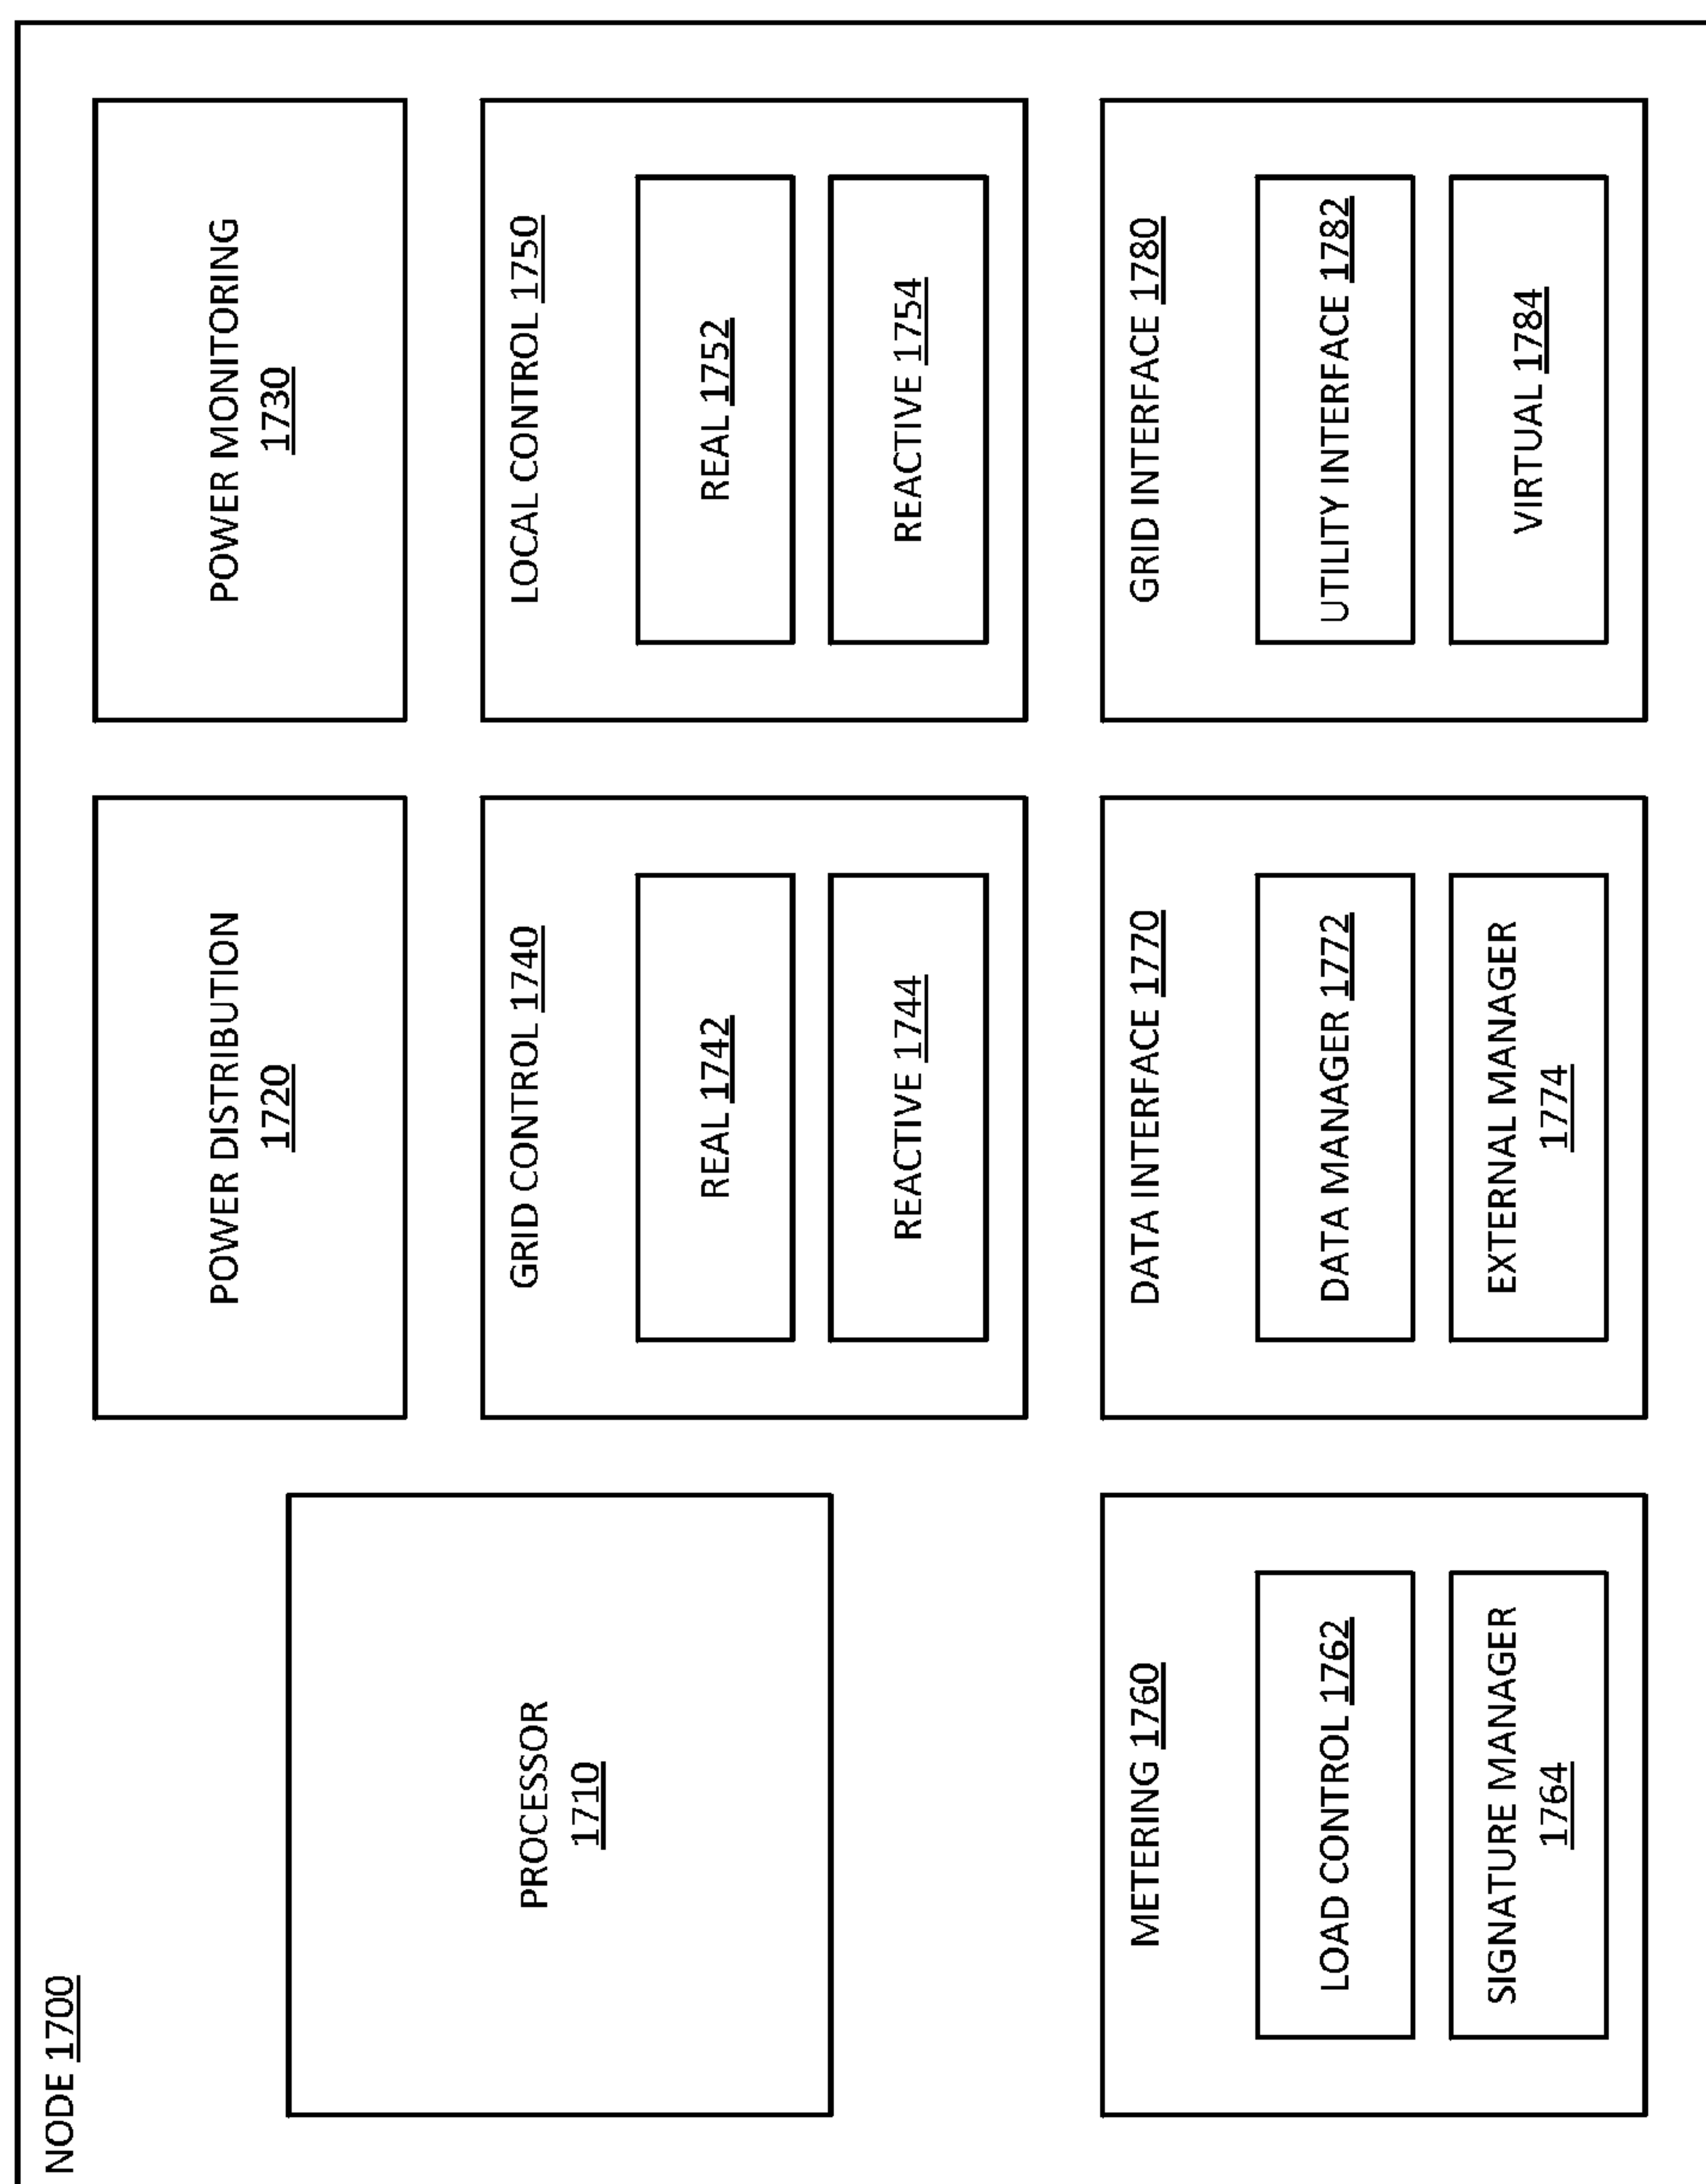 NODE 1700
PROCESSOR
1710
POWER DISTRIBUTION
1720
POWER MONITORING
1730
GRID CONTROL 1740
REAL 1742
REACTIVE 1744
LOCAL CONTROL 1750
REAL 1752
REACTIVE 1754
METERING 1760
LOAD CONTROL 1762
SIGNATURE MANAGER
1764
DATA INTERFACE 1770
DATA MANAGER 1772
EXTERNAL MANAGER
1774
GRID INTERFACE 1780
UTILITY INTERFACE 1782
VIRTUAL 1784